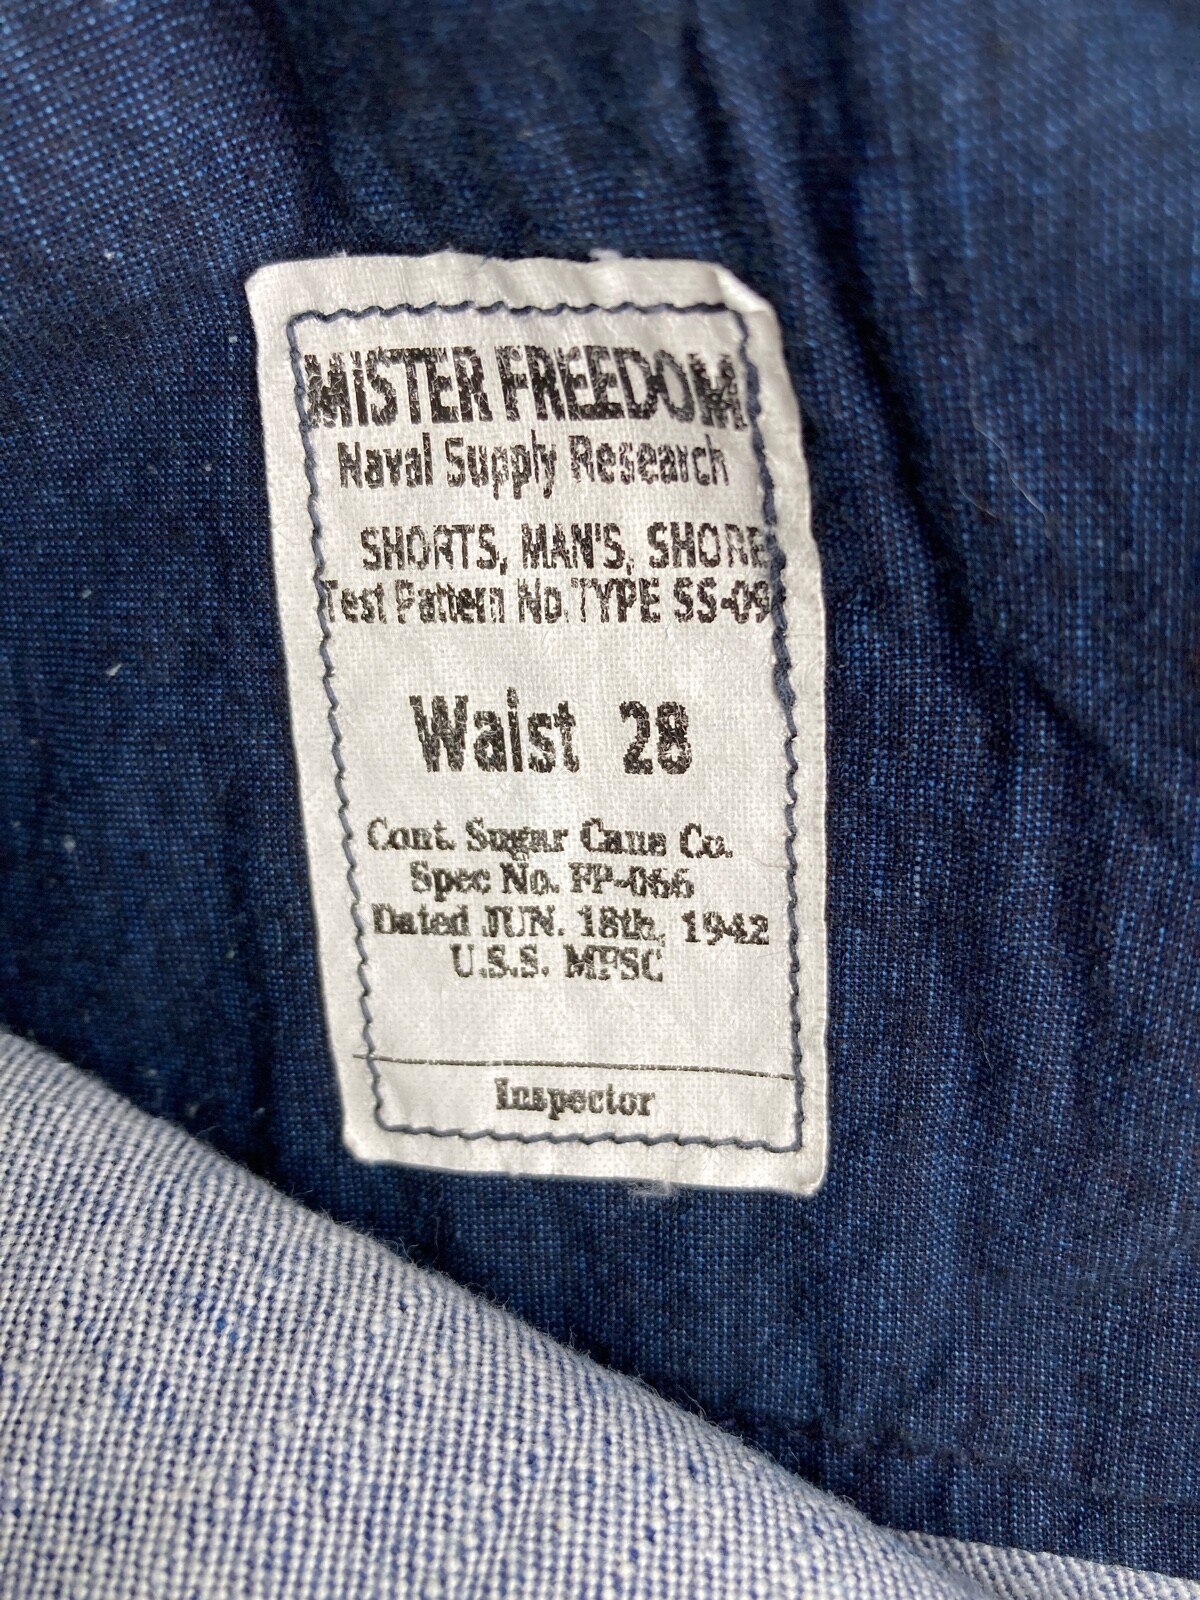 MISTER FREEDOM
Naval Supply Research
SHORTS, MAN'S, SHORE
Test Pattern No.TYPE SS-09
Waist 28
Cont. Sugar Cane Co.
Spec No. FP-066
Dated JUN. 18th, 1942
U.S.S. MFSC
Inspector